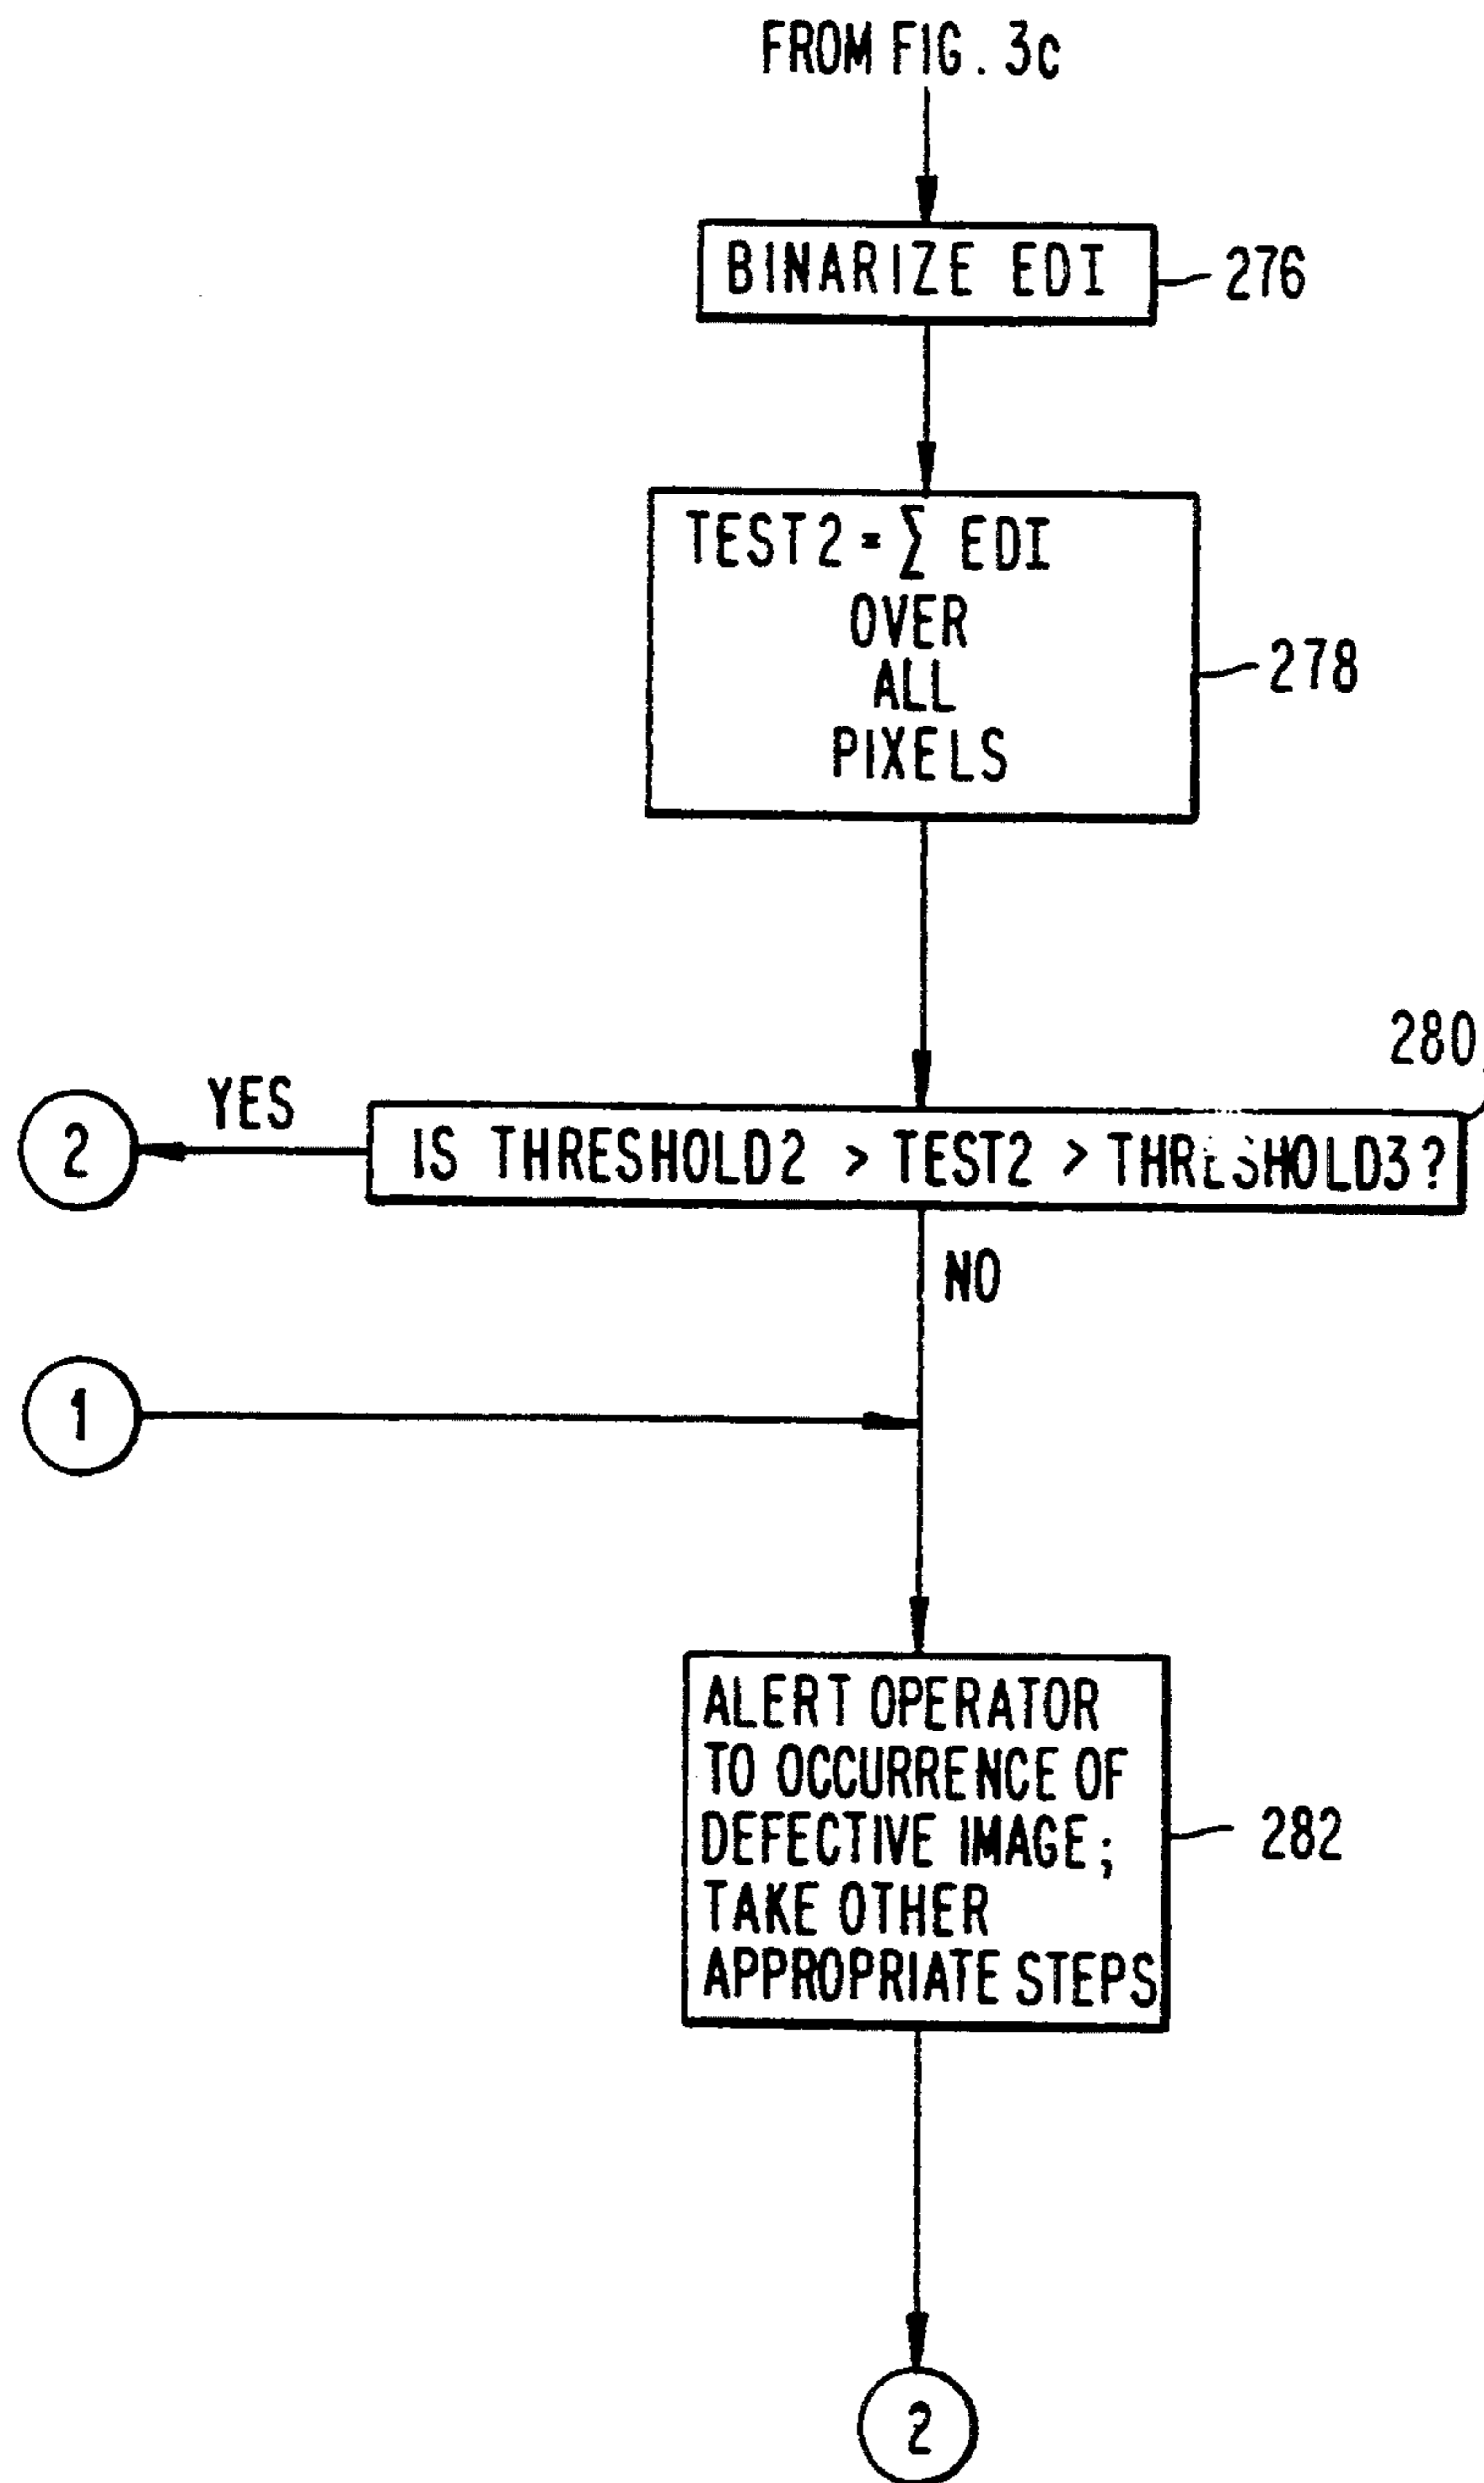 FROM FIG. 3c
BINARIZE EDI
276
TEST2 = ∑ EDI
OVER
ALL
PIXELS
278
280
YES
2
IS THRESHOLD2 > TEST2 > THRESHOLD3?
NO
1
ALERT OPERATOR
TO OCCURRENCE OF
DEFECTIVE IMAGE;
TAKE OTHER
APPROPRIATE STEPS
282
2